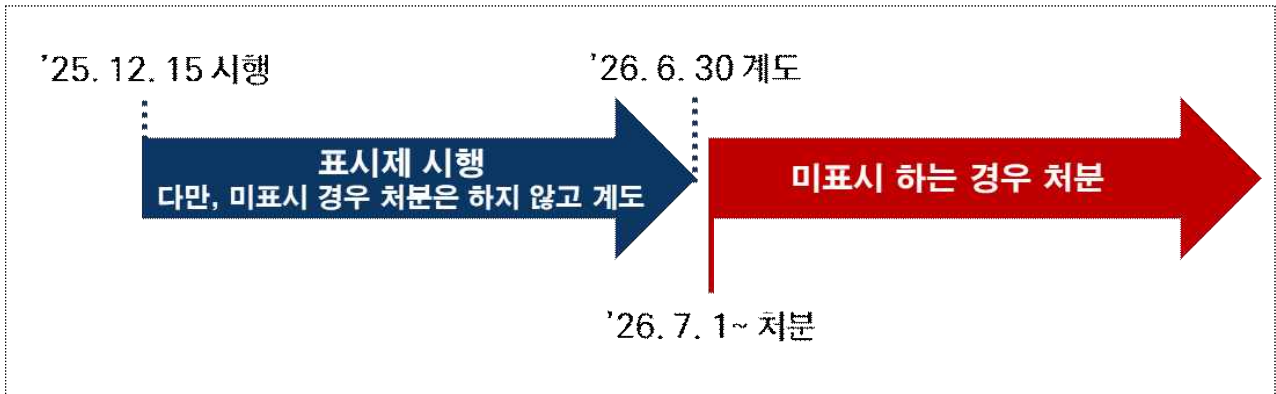 ’25. 12. 15 시행
’26. 6. 30 계도
표시제 시행
다만, 미표시 경우 처분은 하지 않고 계도
미표시 하는 경우 처분
’26. 7. 1~ 처분